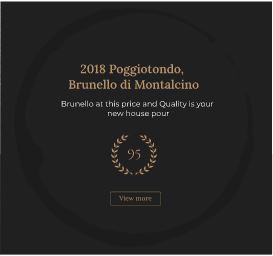 2018 Poggiotondo,
Brunello di Montalcino
Brunello at this price and Quality is your
new house pour
95
View more